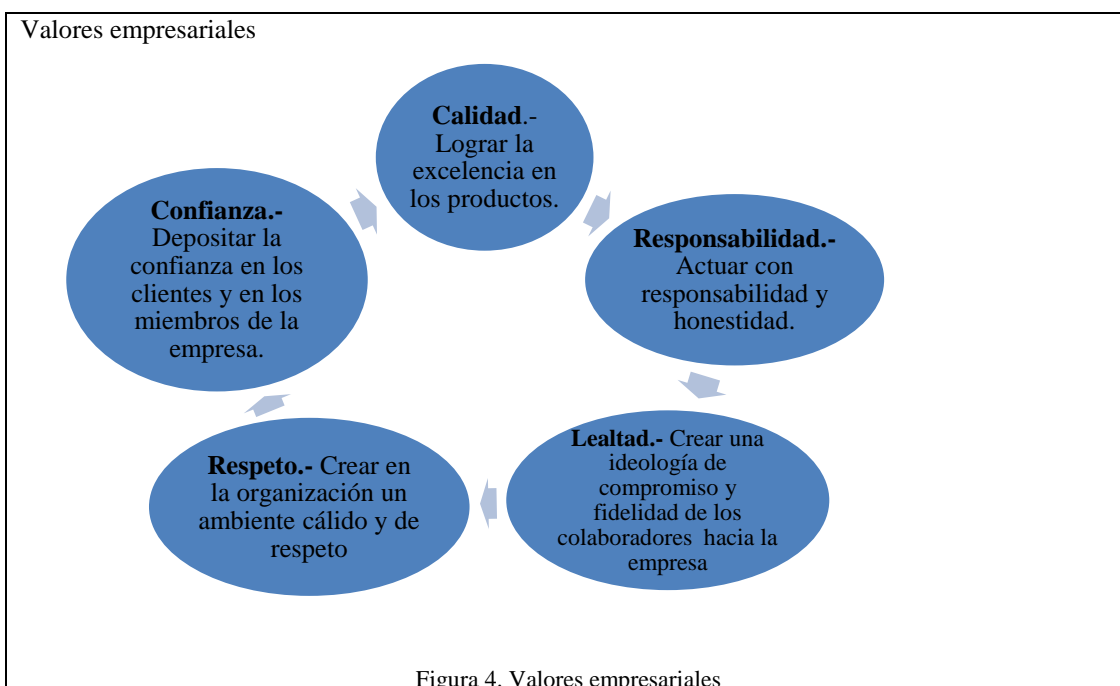 Valores empresariales
Calidad.-
Lograr la
excelencia en
los productos.
Responsabilidad.-
Actuar con
responsabilidad y
honestidad.
Lealtad.- Crear una
ideología de
compromiso y
fidelidad de los
colaboradores hacia la
empresa
Respeto.- Crear en
la organización un
ambiente cálido y de
respeto
Confianza.-
Depositar la
confianza en los
clientes y en los
miembros de la
empresa.
Figura 4. Valores empresariales